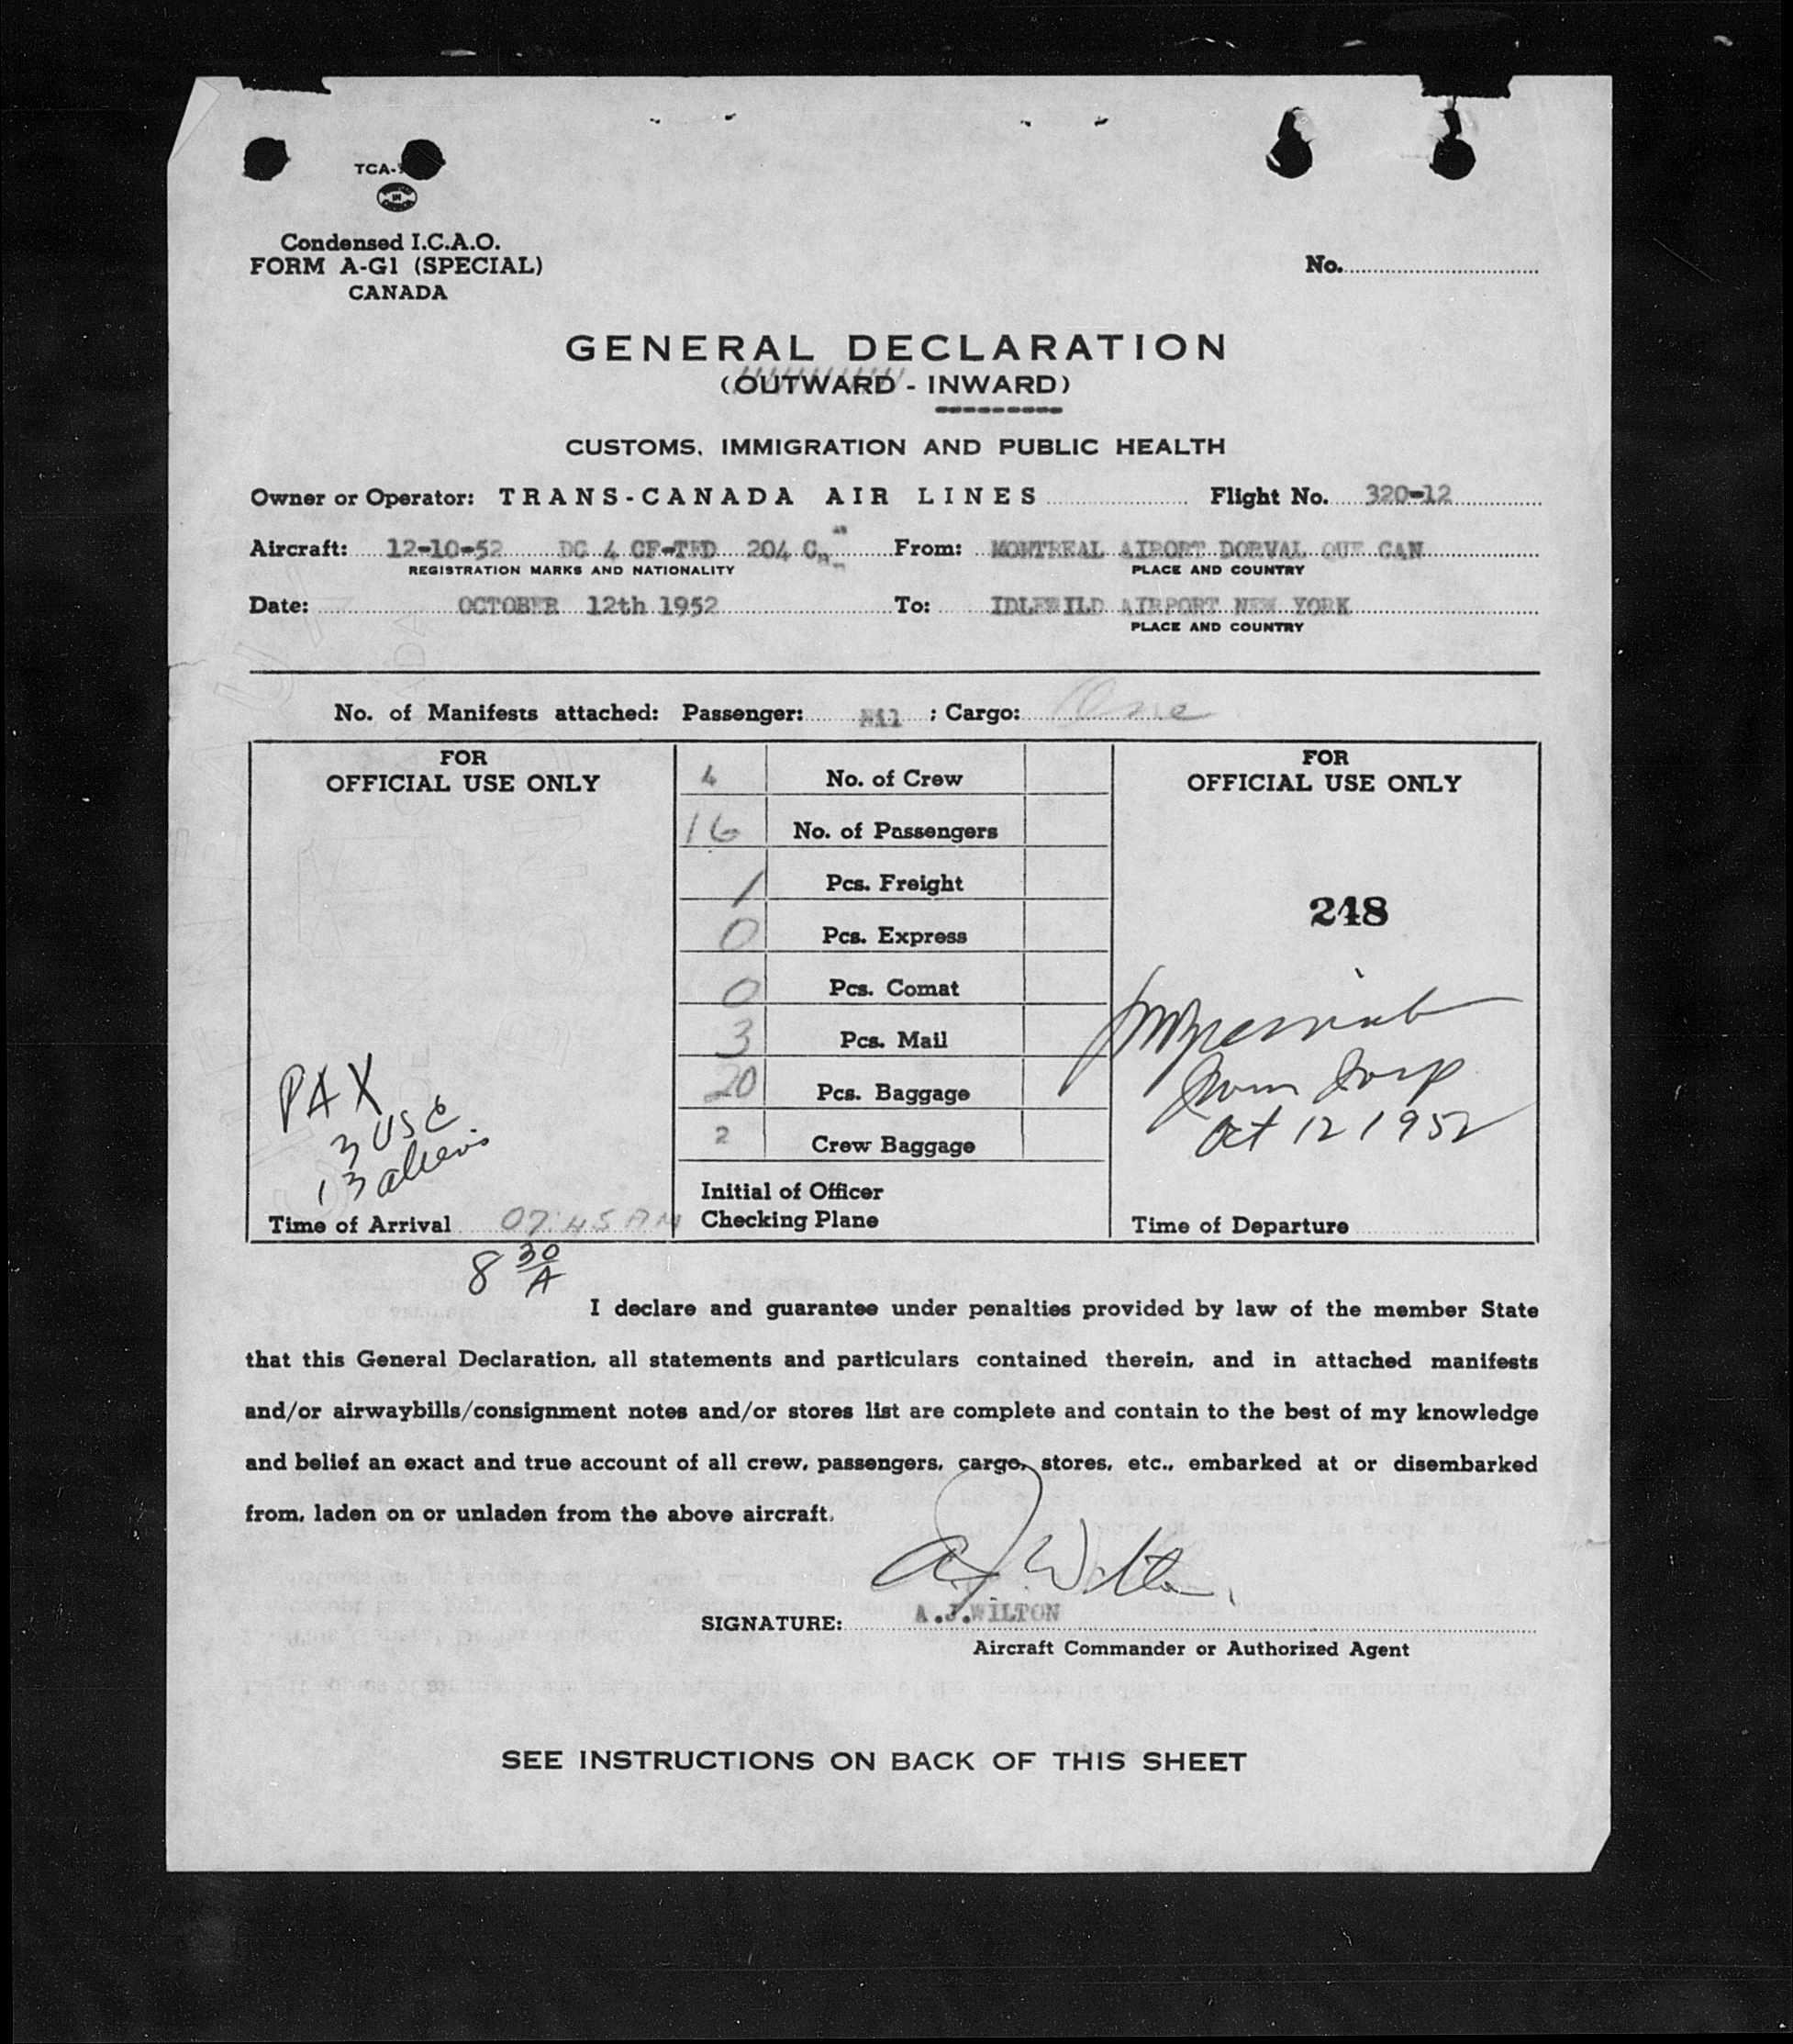 TCA-
Condensed I.C.A.O.
FORM A-G1 (SPECIAL)
CANADA
No.
GENERAL DECLARATION
(OUTWARD - INWARD)
CUSTOMS, IMMIGRATION AND PUBLIC HEALTH
Owner or Operator: TRANS-CANADA AIR LINES Flight No. 320-12
Aircraft: 12-10-52 DC 4 CF-TFD 204 From: MONTREAL AIRORT DORVAL QUE CAN
REGISTRATION MARKS AND NATIONALITY PLACE AND COUNTRY
Date: OCTOBER 12th 1952 To: IDLEWILD AIRPORT NEW YORK
PLACE AND COUNTRY
No. of Manifests attached: Passenger: Nil ; Cargo: One
FOR
OFFICIAL USE ONLY
PAX
3 USC
13 aliens
Time of Arrival 07:45 AM
8 30/A
4 No. of Crew
16 No. of Passengers
1 Pcs. Freight
0 Pcs. Express
0 Pcs. Comat
3 Pcs. Mail
20 Pcs. Baggage
2 Crew Baggage
Initial of Officer
Checking Plane
FOR
OFFICIAL USE ONLY
248
Oct 12 1952
Time of Departure
I declare and guarantee under penalties provided by law of the member State
that this General Declaration, all statements and particulars contained therein, and in attached manifests
and/or airwaybills/consignment notes and/or stores list are complete and contain to the best of my knowledge
and belief an exact and true account of all crew, passengers, cargo, stores, etc., embarked at or disembarked
from, laden on or unladen from the above aircraft.
A.J. Wilton
SIGNATURE: A.J.WILTON
Aircraft Commander or Authorized Agent
SEE INSTRUCTIONS ON BACK OF THIS SHEET